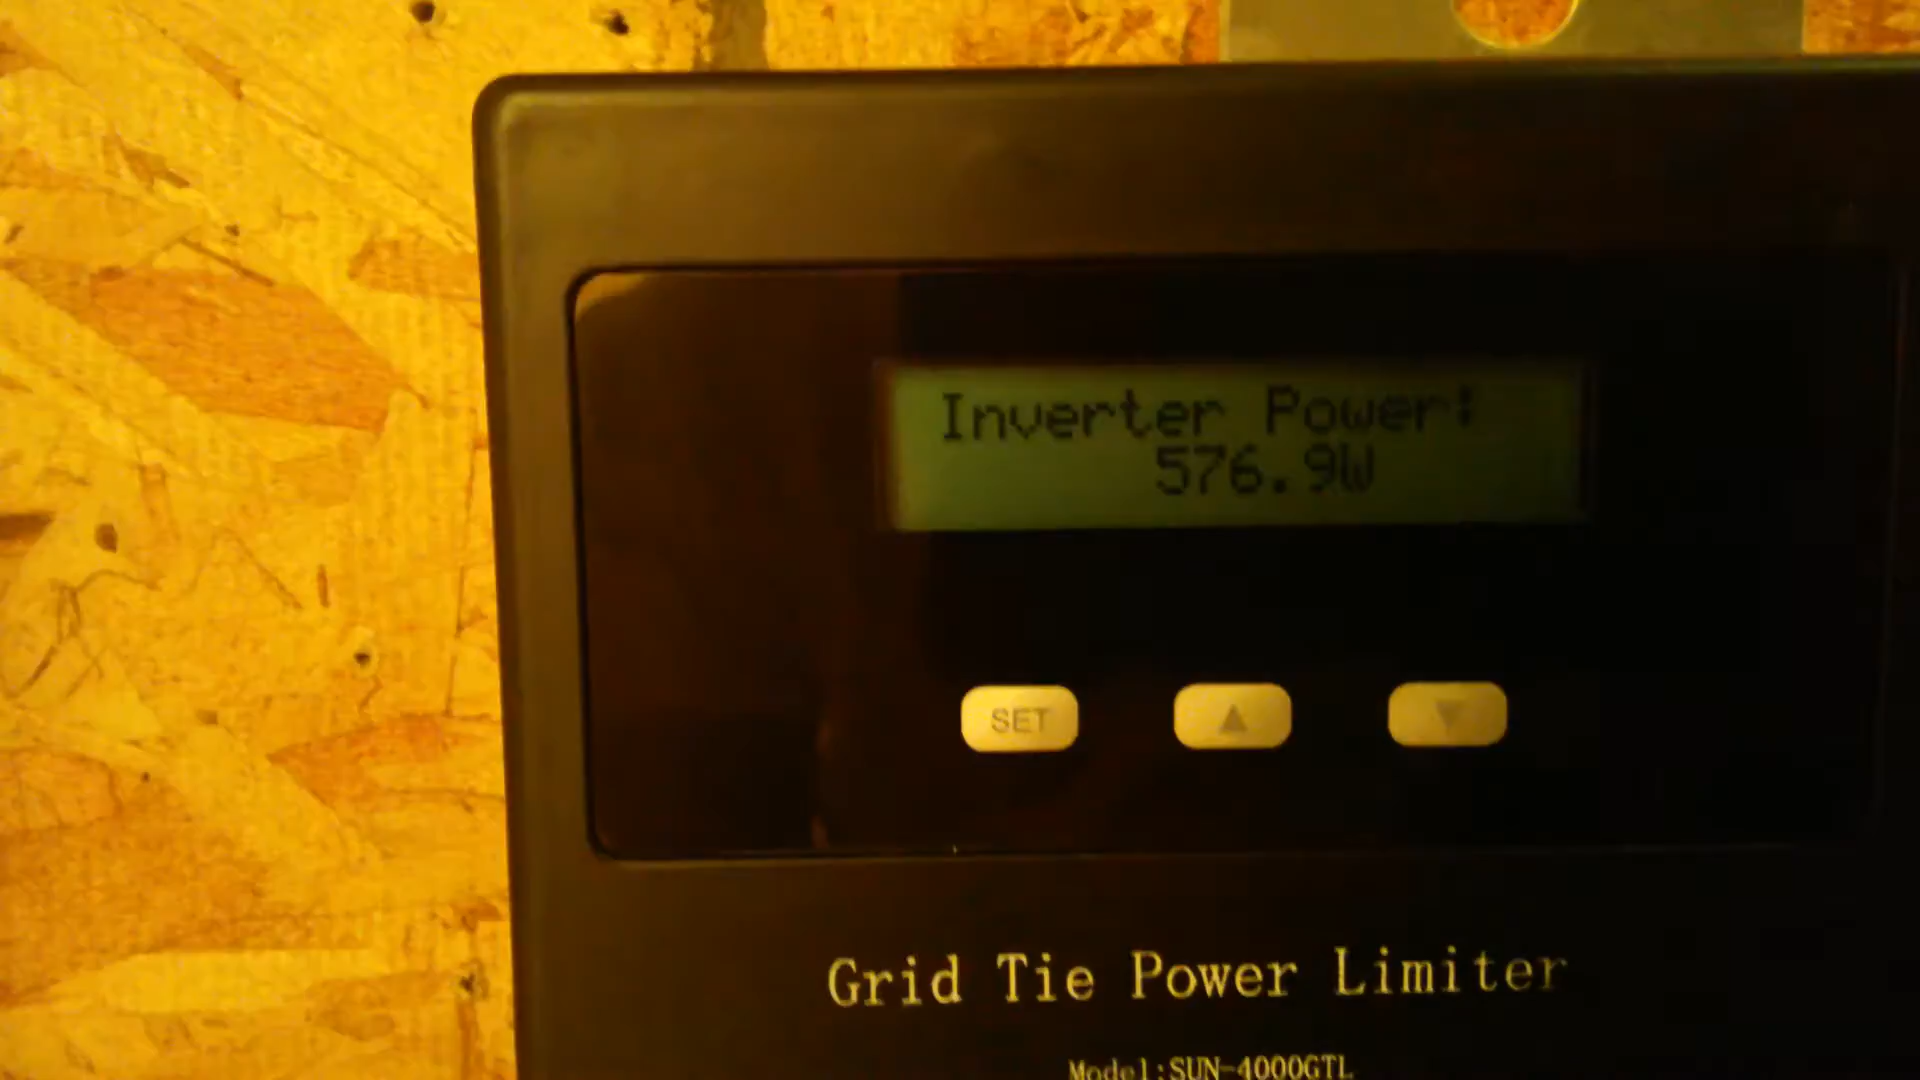 Inverter Power:
576.9W
SET
Grid Tie Power Limiter
Model:SUN-4000GTL